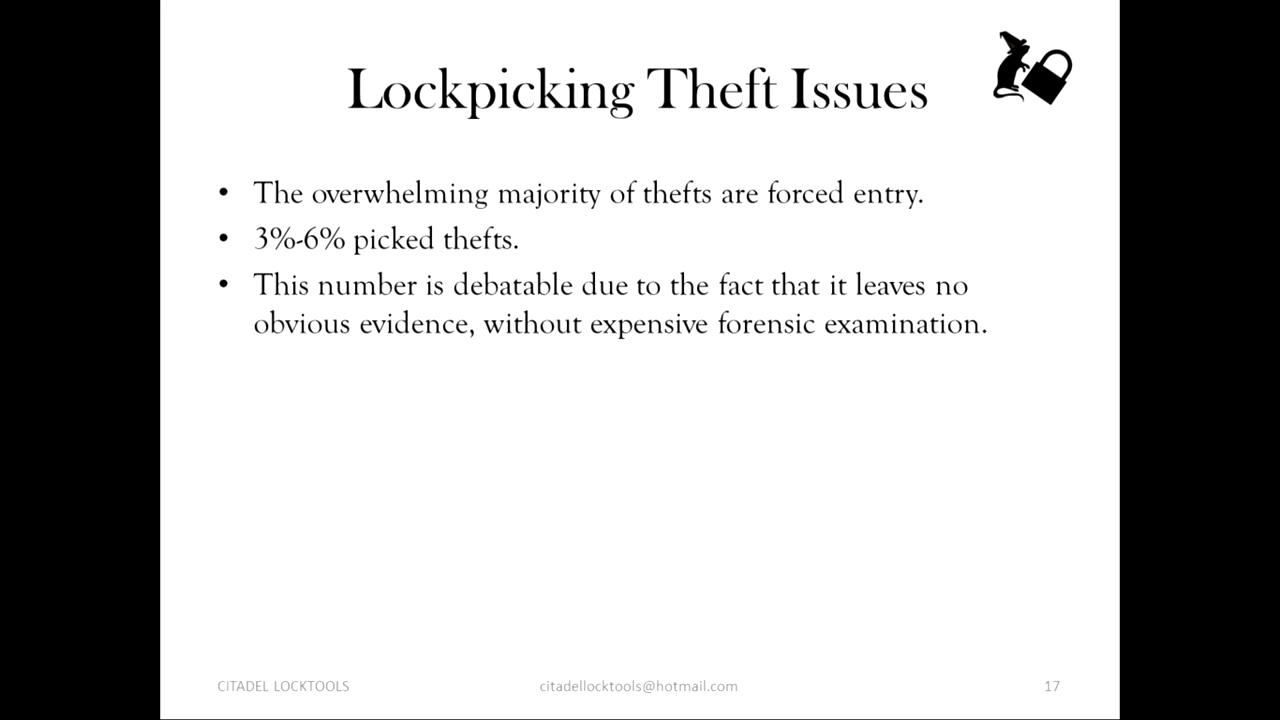 Lockpicking Theft Issues
• The overwhelming majority of thefts are forced entry.
• 3%-6% picked thefts.
• This number is debatable due to the fact that it leaves no
obvious evidence, without expensive forensic examination.
CITADEL LOCKTOOLS
citadellocktools@hotmail.com
17